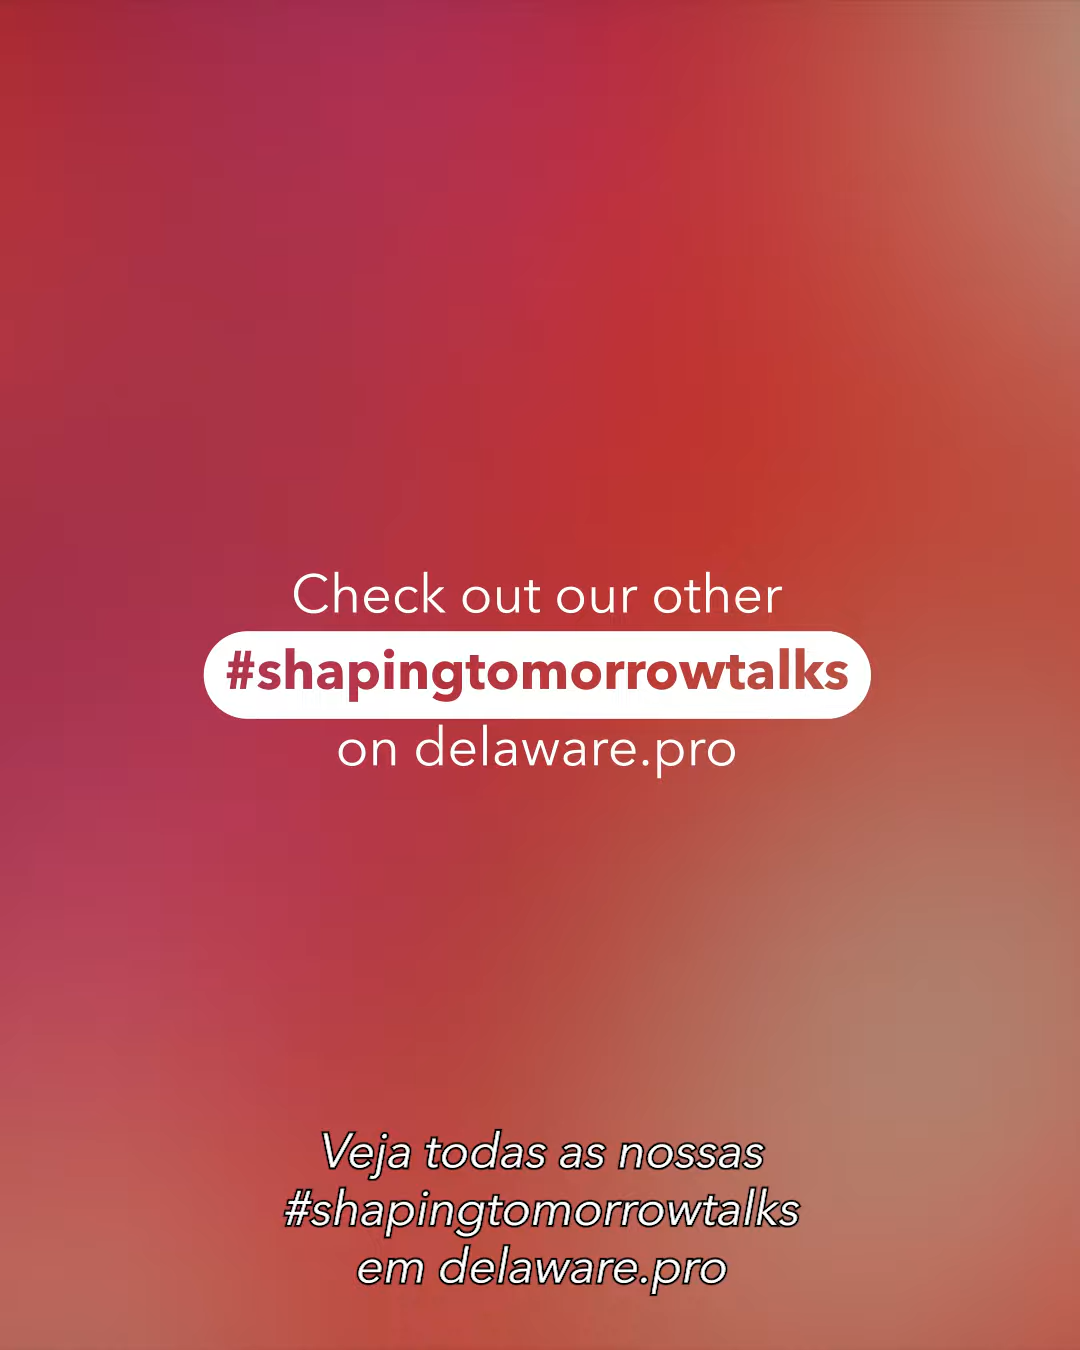 Check out our other
#shapingtomorrowtalks
on delaware.pro
Veja todas as nossas
#shapingtomorrowtalks
em delaware.pro